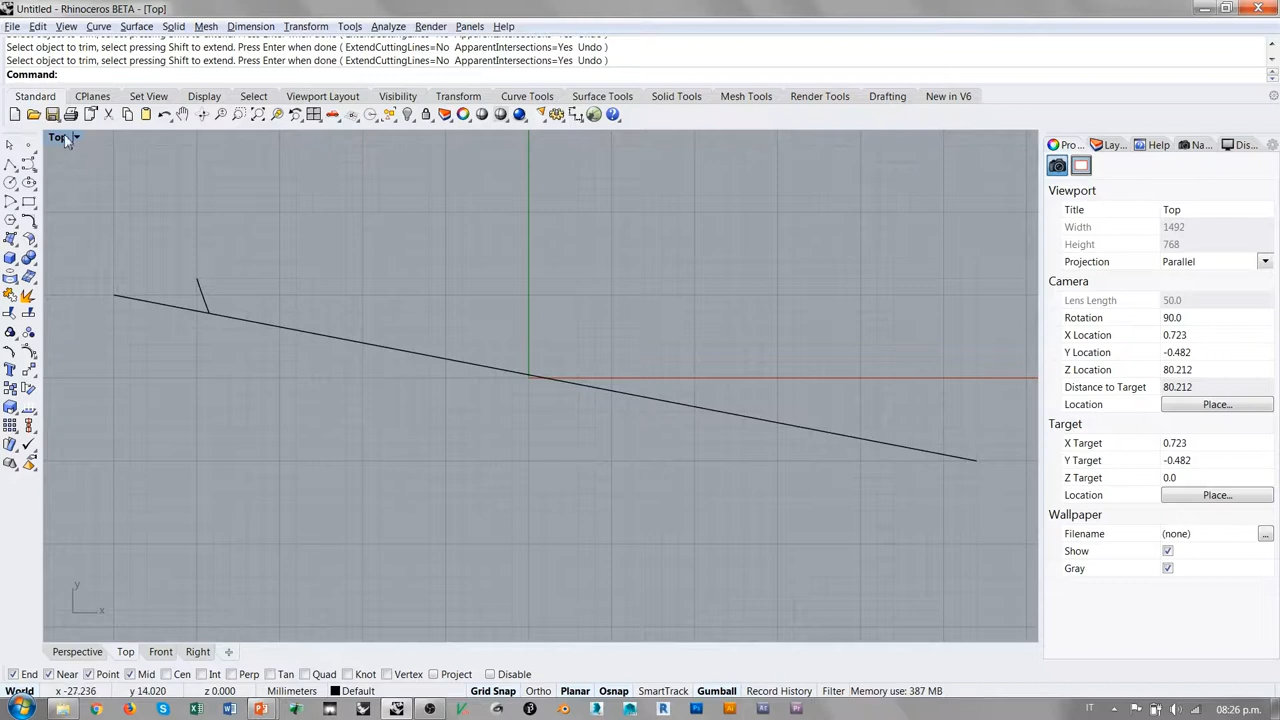 Untitled - Rhinoceros BETA - [Top]
File Edit View Curve Surface Solid Mesh Dimension Transform Tools Analyze Render Panels Help
Select object to trim, select pressing Shift to extend. Press Enter when done ( ExtendCuttingLines=No ApparentIntersections=Yes Undo )
Select object to trim, select pressing Shift to extend. Press Enter when done ( ExtendCuttingLines=No ApparentIntersections=Yes Undo )
Command:
Standard CPlanes Set View Display Select Viewport Layout Visibility Transform Curve Tools Surface Tools Solid Tools Mesh Tools Render Tools Drafting New in V6
Top
Pro... Lay... Help Na... Dis...
Viewport
Title Top
Width 1492
Height 768
Projection Parallel
Camera
Lens Length 50.0
Rotation 90.0
X Location 0.723
Y Location -0.482
Z Location 80.212
Distance to Target 80.212
Location Place...
Target
X Target 0.723
Y Target -0.482
Z Target 0.0
Location Place...
Wallpaper
Filename (none) ...
Show
Gray
y
x
Perspective Top Front Right
End Near Point Mid Cen Int Perp Tan Quad Knot Vertex Project Disable
World x -27.236 y 14.020 z 0.000 Millimeters Default Grid Snap Ortho Planar Osnap SmartTrack Gumball Record History Filter Memory use: 387 MB
IT 08:26 p.m.